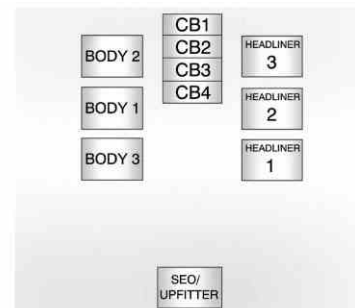 CB1
CB2
CB3
CB4
BODY 2
BODY 1
BODY 3
HEADLINER
3
HEADLINER
2
HEADLINER
1
SEO/
UPFITTER